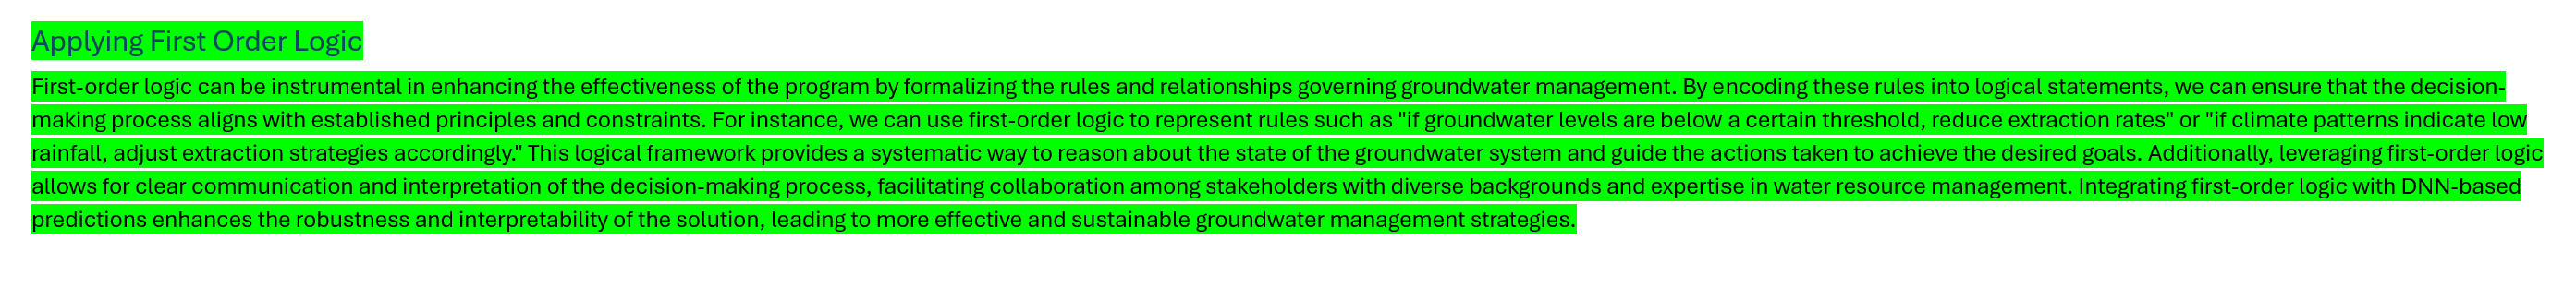 Applying First Order Logic
First-order logic can be instrumental in enhancing the effectiveness of the program by formalizing the rules and relationships governing groundwater management. By encoding these rules into logical statements, we can ensure that the decision-
making process aligns with established principles and constraints. For instance, we can use first-order logic to represent rules such as "if groundwater levels are below a certain threshold, reduce extraction rates" or "if climate patterns indicate low
rainfall, adjust extraction strategies accordingly." This logical framework provides a systematic way to reason about the state of the groundwater system and guide the actions taken to achieve the desired goals. Additionally, leveraging first-order logic
allows for clear communication and interpretation of the decision-making process, facilitating collaboration among stakeholders with diverse backgrounds and expertise in water resource management. Integrating first-order logic with DNN-based
predictions enhances the robustness and interpretability of the solution, leading to more effective and sustainable groundwater management strategies.